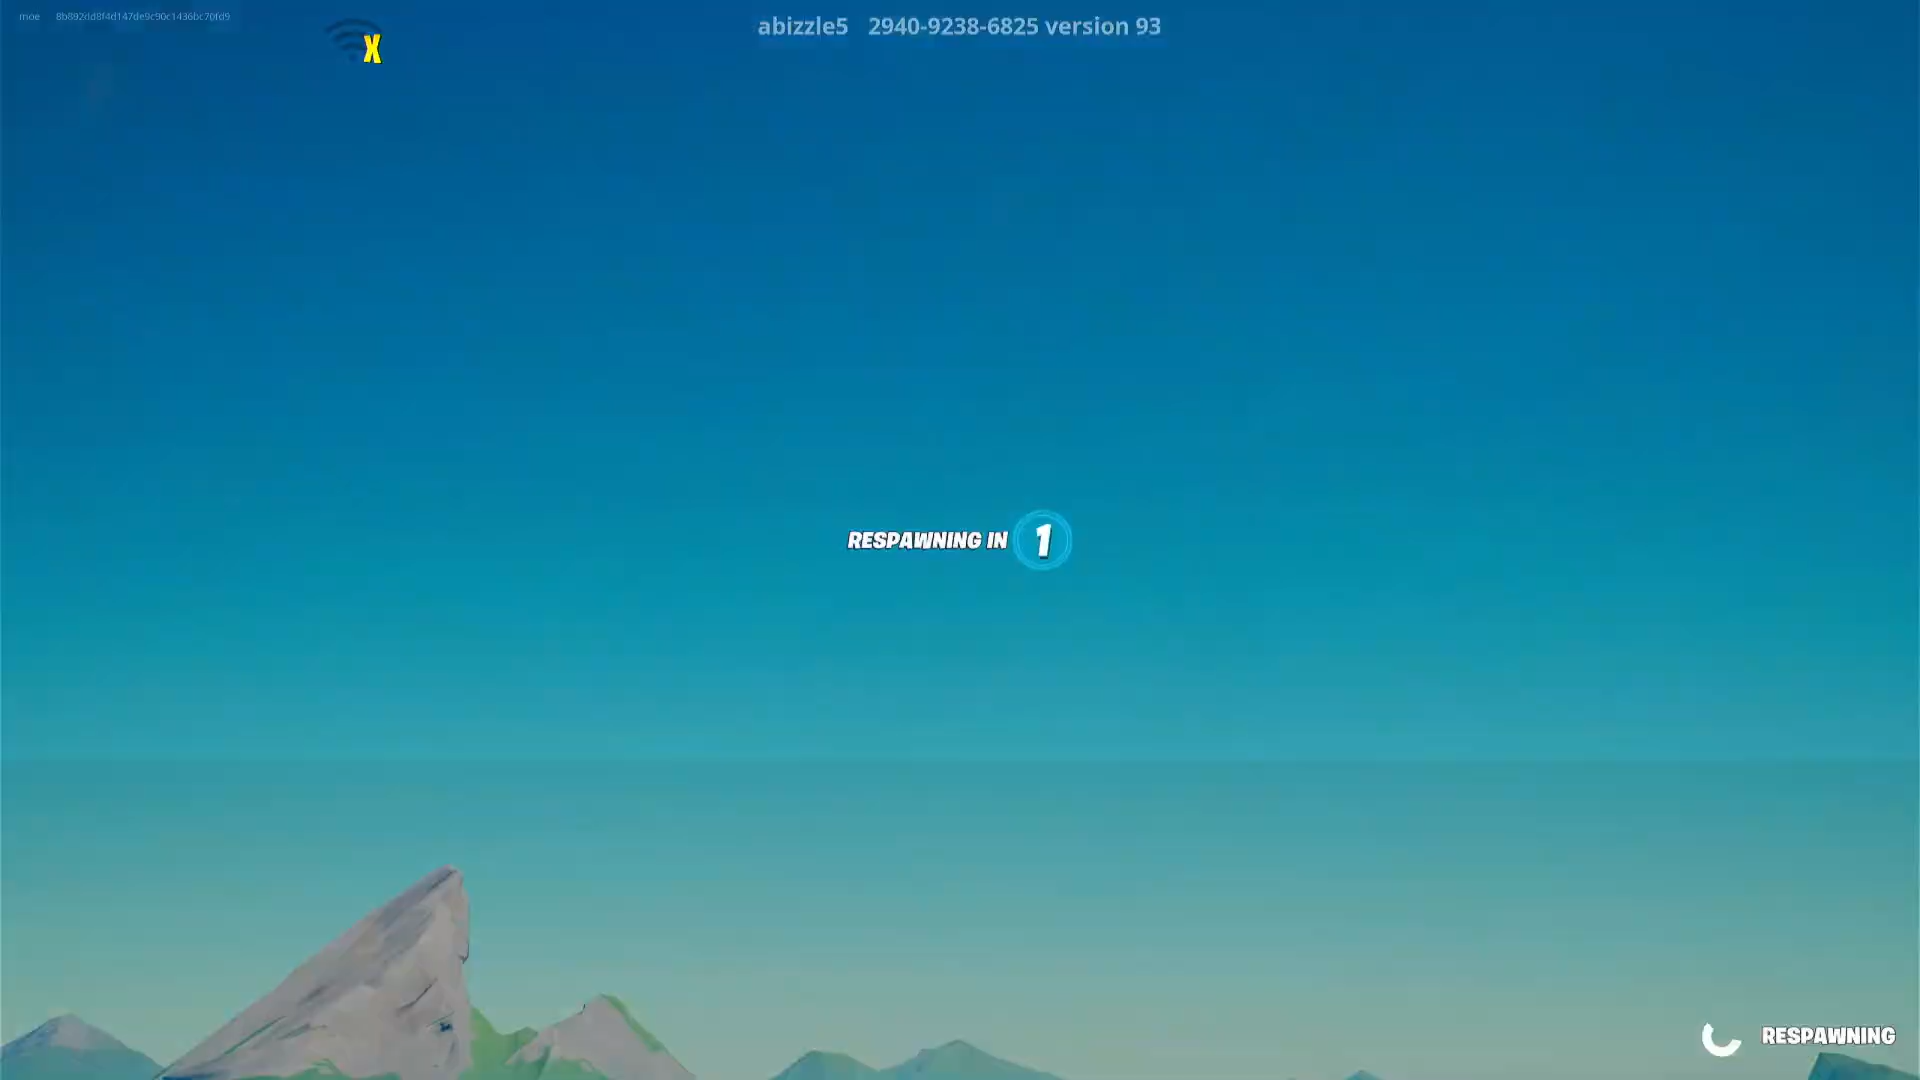 moe 8b892dd8f4d147de9c90c1436bc70fd9
abizzle5 2940-9238-6825 version 93
X
RESPAWNING IN 1
RESPAWNING